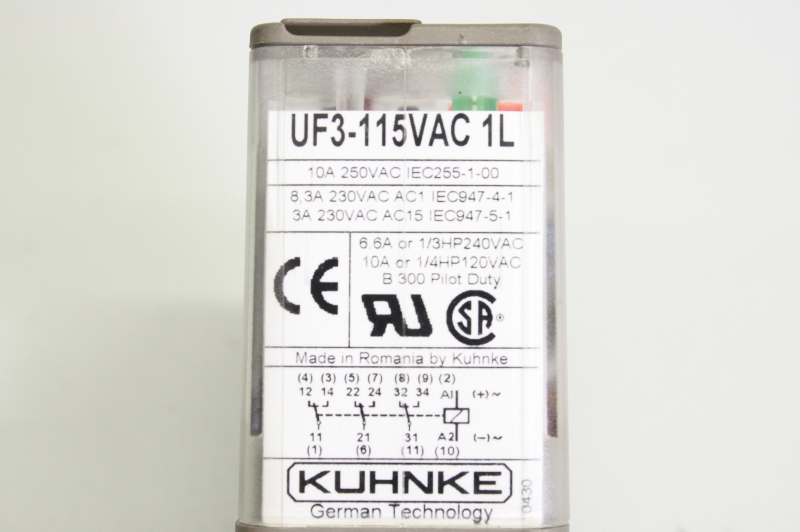 UF3-115VAC 1L
10A 250VAC IEC255-1-00
8,3A 230VAC AC1 IEC947-4-1
3A 230VAC AC15 IEC947-5-1
CE
6.6A or 1/3HP240VAC
10A or 1/4HP120VAC
B 300 Pilot Duty
RU SA ®
Made in Romania by Kuhnke
(4) (3) (5) (7) (8) (9) (2)
12 14 22 24 32 34 A1 (+)~
11 21 31 A2 (−)~
(1) (6) (11) (10)
KUHNKE
German Technology
0430